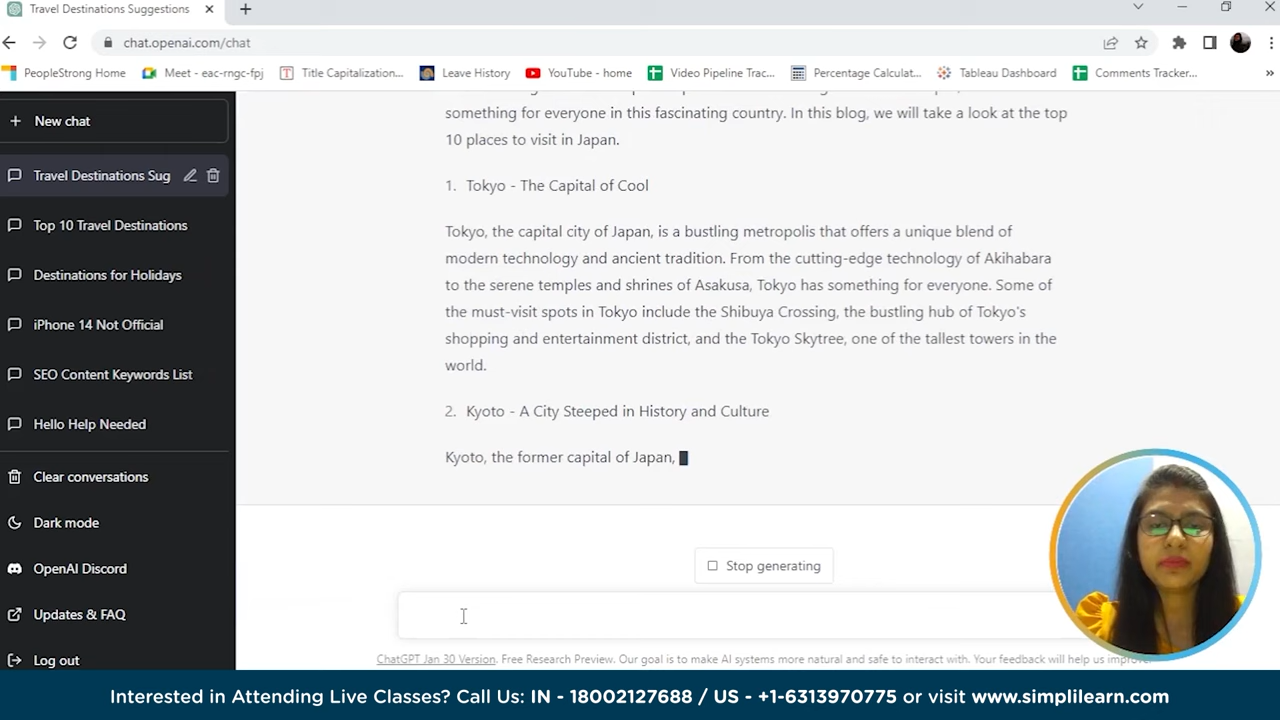 Travel Destinations Suggestions
chat.openai.com/chat
PeopleStrong Home
Meet - eac-rngc-fpj
Title Capitalization...
Leave History
YouTube - home
Video Pipeline Trac...
Percentage Calculat...
Tableau Dashboard
Comments Tracker...
New chat
Travel Destinations Sug
Top 10 Travel Destinations
Destinations for Holidays
iPhone 14 Not Official
SEO Content Keywords List
Hello Help Needed
Clear conversations
Dark mode
OpenAI Discord
Updates & FAQ
Log out
something for everyone in this fascinating country. In this blog, we will take a look at the top
10 places to visit in Japan.
1. Tokyo - The Capital of Cool
Tokyo, the capital city of Japan, is a bustling metropolis that offers a unique blend of
modern technology and ancient tradition. From the cutting-edge technology of Akihabara
to the serene temples and shrines of Asakusa, Tokyo has something for everyone. Some of
the must-visit spots in Tokyo include the Shibuya Crossing, the bustling hub of Tokyo's
shopping and entertainment district, and the Tokyo Skytree, one of the tallest towers in the
world.
2. Kyoto - A City Steeped in History and Culture
Kyoto, the former capital of Japan,
Stop generating
ChatGPT Jan 30 Version. Free Research Preview. Our goal is to make AI systems more natural and safe to interact with. Your feedback will help us
Interested in Attending Live Classes? Call Us: IN - 18002127688 / US - +1-6313970775 or visit www.simplilearn.com